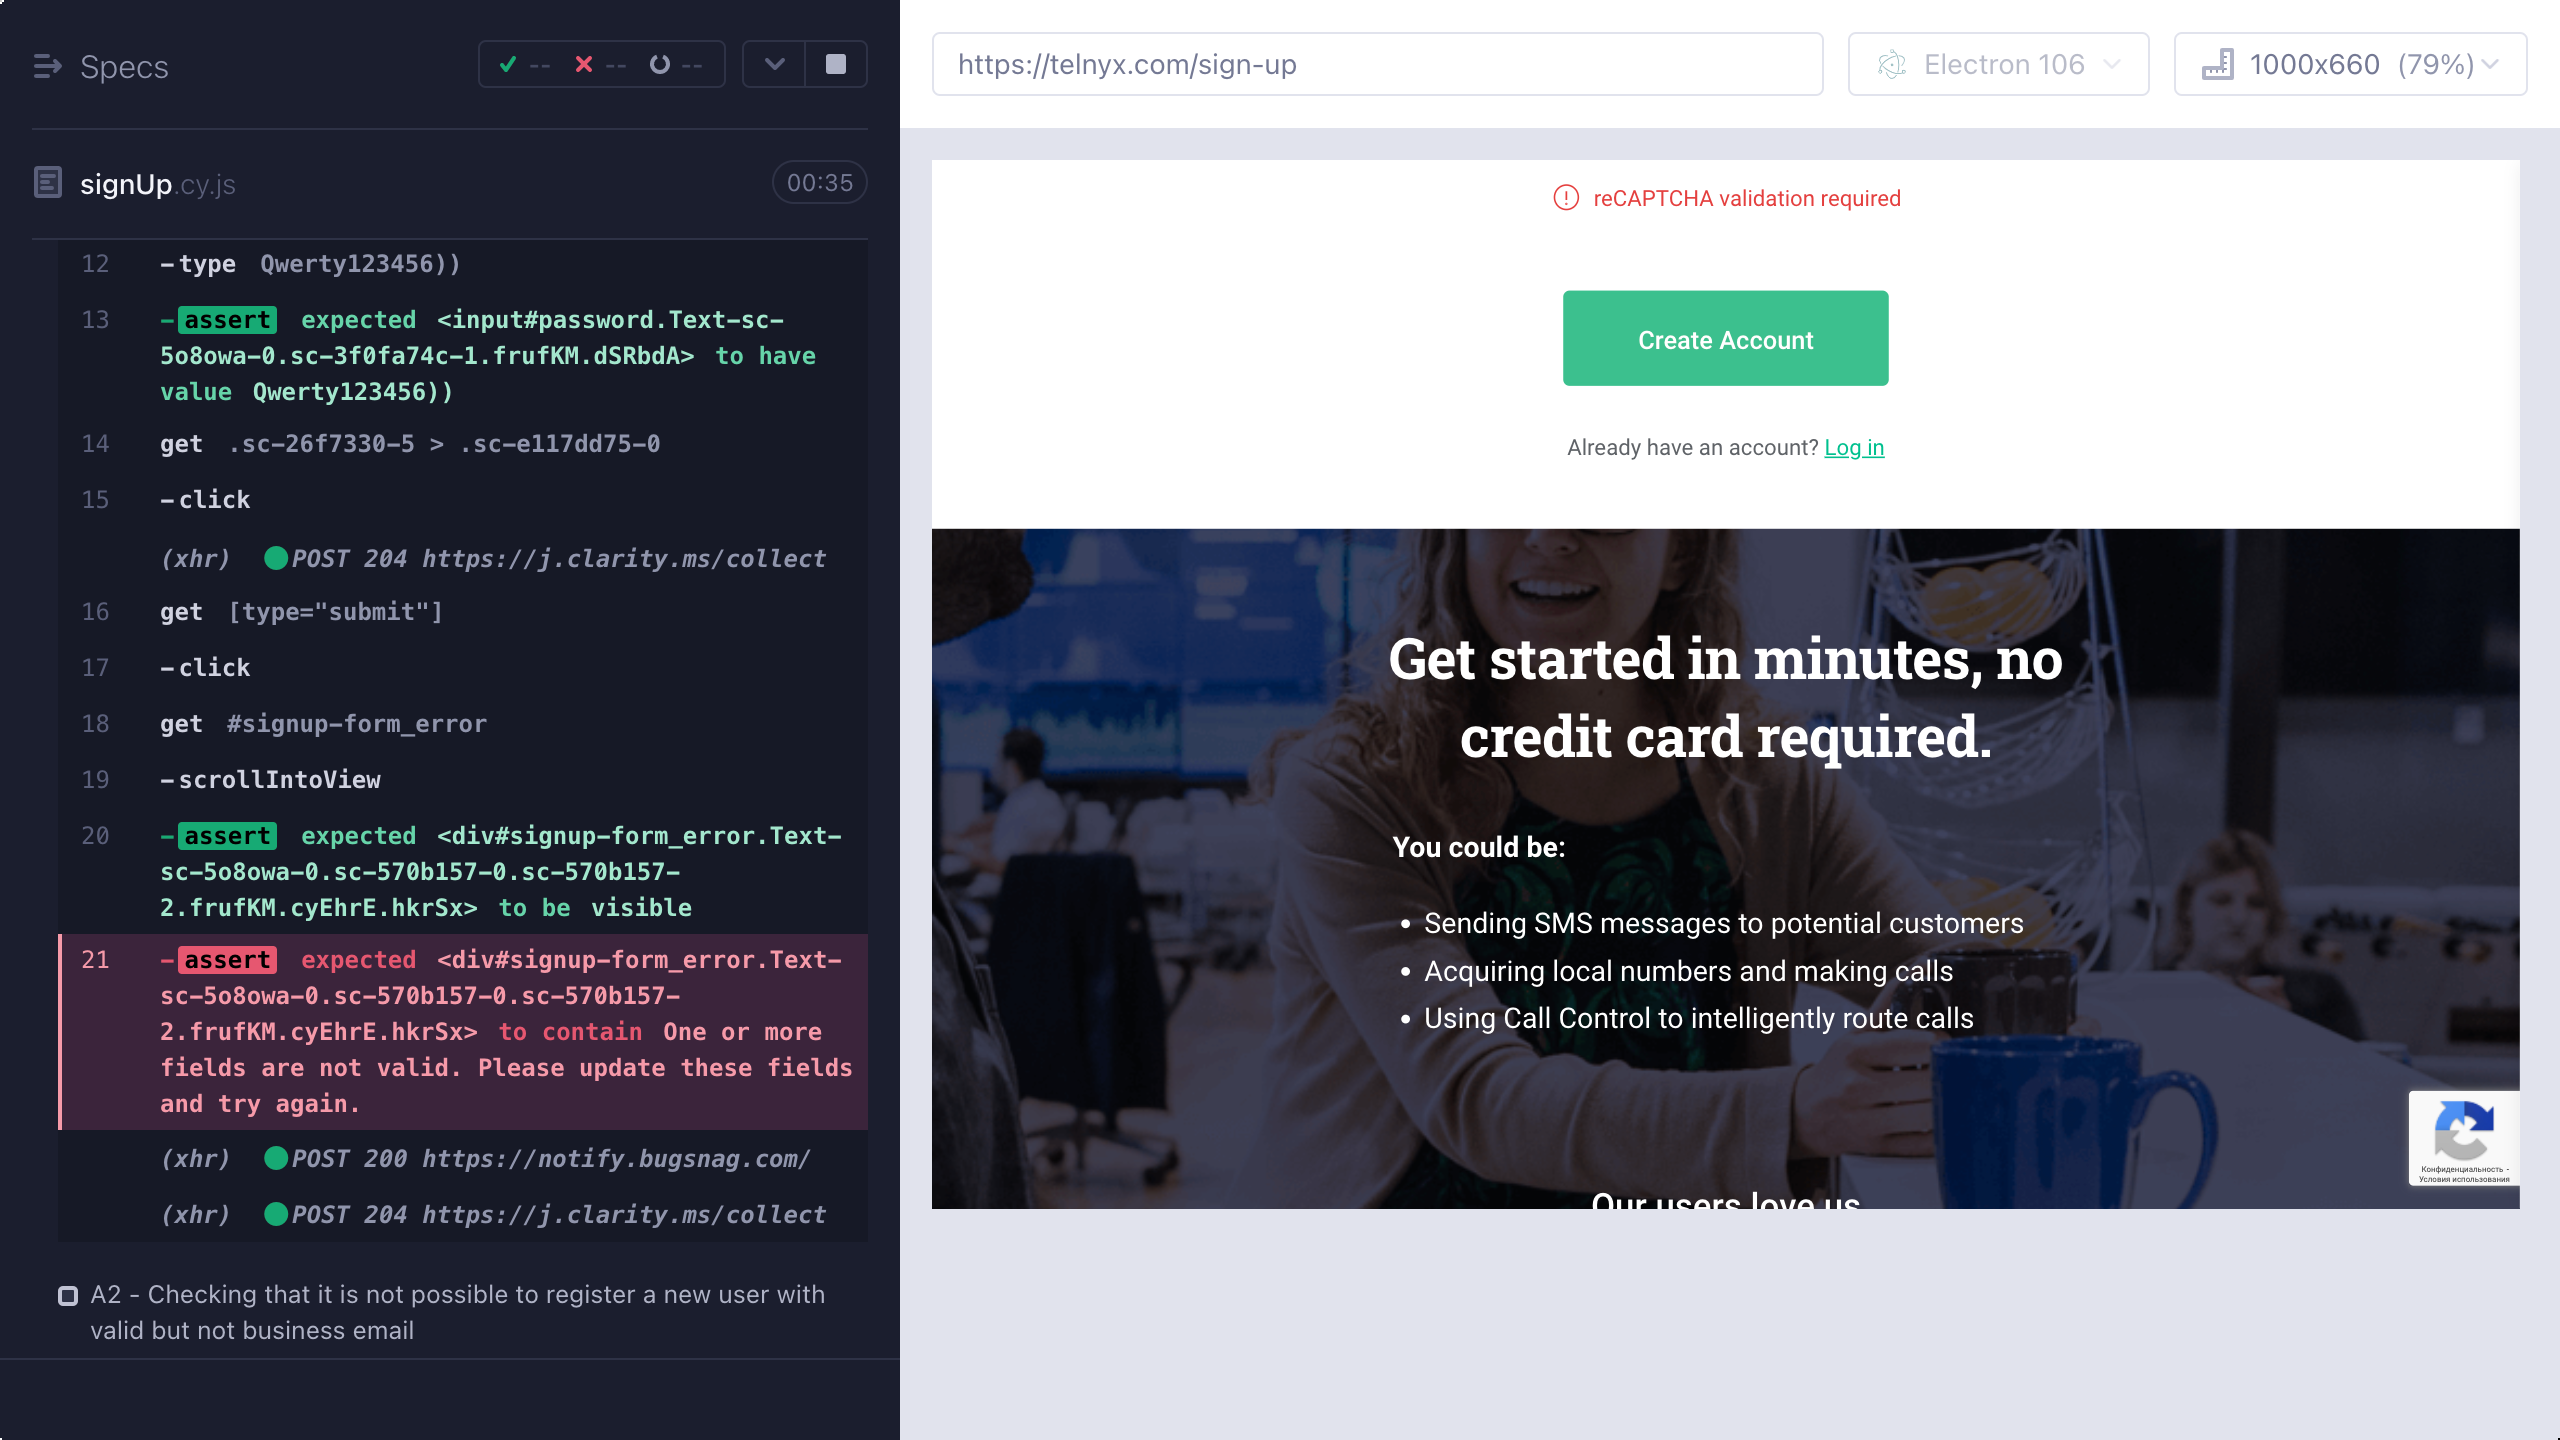 Specs
-- -- --
signUp.cy.js
00:35
12 -type Qwerty123456))
13 -assert expected <input#password.Text-sc-
5o8owa-0.sc-3f0fa74c-1.frufKM.dSRbdA> to have
value Qwerty123456))
14 get .sc-26f7330-5 > .sc-e117dd75-0
15 -click
(xhr) POST 204 https://j.clarity.ms/collect
16 get [type="submit"]
17 -click
18 get #signup-form_error
19 -scrollIntoView
20 -assert expected <div#signup-form_error.Text-
sc-5o8owa-0.sc-570b157-0.sc-570b157-
2.frufKM.cyEhrE.hkrSx> to be visible
21 -assert expected <div#signup-form_error.Text-
sc-5o8owa-0.sc-570b157-0.sc-570b157-
2.frufKM.cyEhrE.hkrSx> to contain One or more
fields are not valid. Please update these fields
and try again.
(xhr) POST 200 https://notify.bugsnag.com/
(xhr) POST 204 https://j.clarity.ms/collect
A2 - Checking that it is not possible to register a new user with
valid but not business email
https://telnyx.com/sign-up
Electron 106
1000x660 (79%)
reCAPTCHA validation required
Create Account
Already have an account? Log in
Get started in minutes, no
credit card required.
You could be:
• Sending SMS messages to potential customers
• Acquiring local numbers and making calls
• Using Call Control to intelligently route calls
Our users love us
Конфиденциальность -
Условия использования